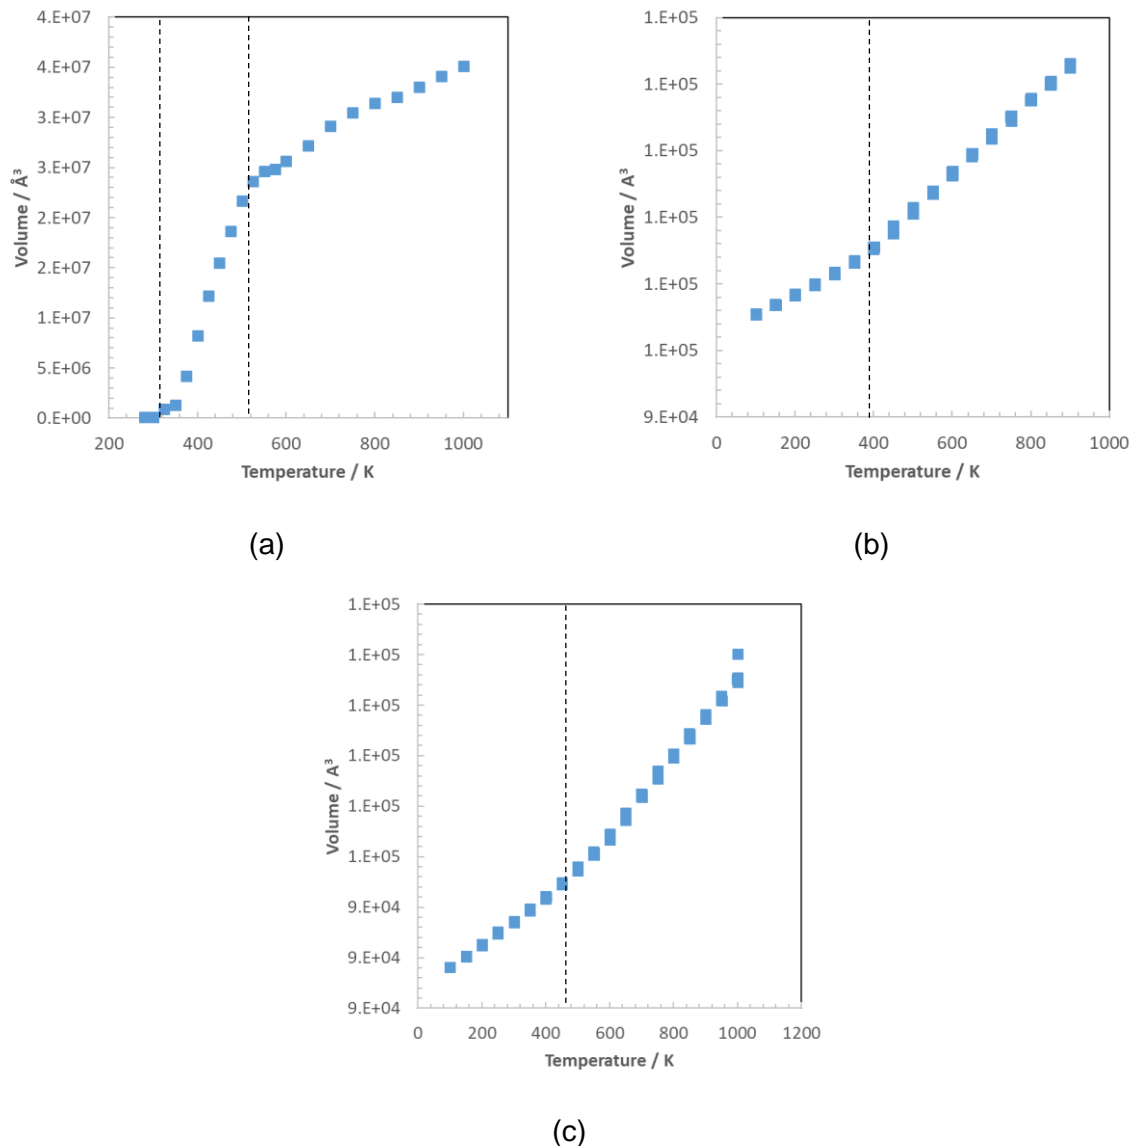 4.E+07
4.E+07
3.E+07
3.E+07
2.E+07
2.E+07
1.E+07
5.E+06
0.E+00
Volume / Å³
200 400 600 800 1000
Temperature / K
(a)
1.E+05
1.E+05
1.E+05
1.E+05
1.E+05
1.E+05
9.E+04
Volume / A³
0 200 400 600 800 1000
Temperature / K
(b)
1.E+05
1.E+05
1.E+05
1.E+05
1.E+05
1.E+05
9.E+04
9.E+04
9.E+04
Volume / A³
0 200 400 600 800 1000 1200
Temperature / K
(c)